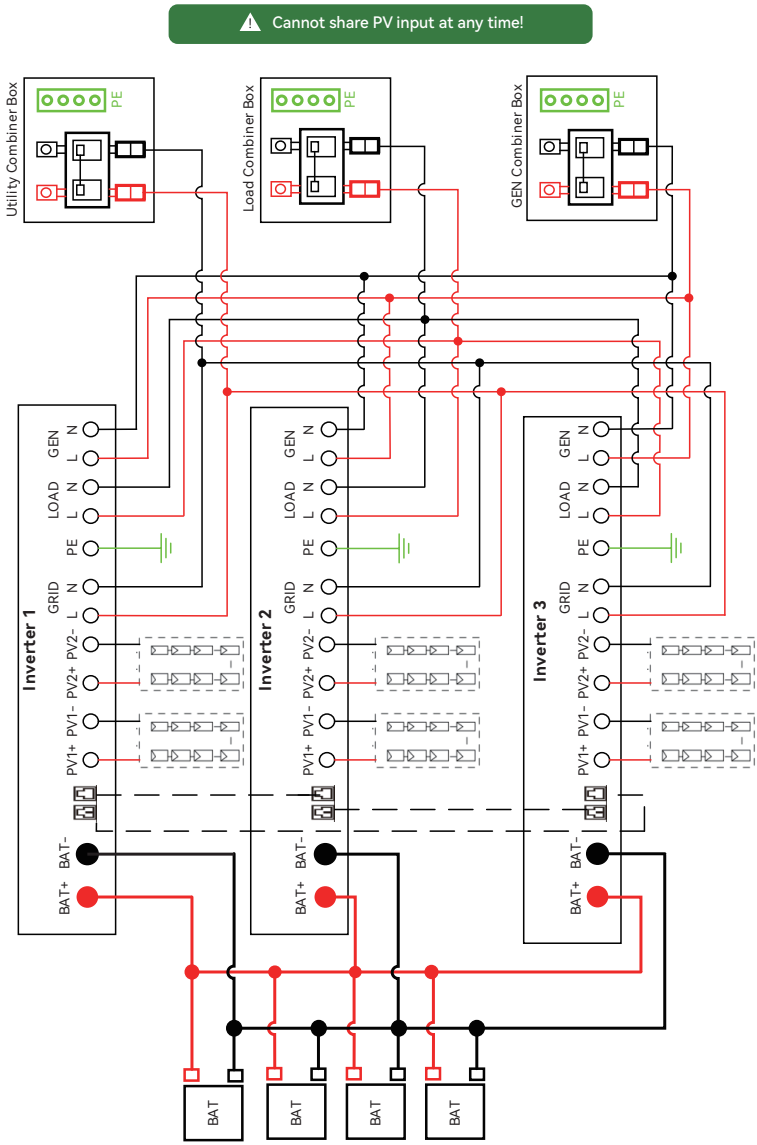 Cannot share PV input at any time!
Utility Combiner Box
PE
Load Combiner Box
PE
GEN Combiner Box
PE
Inverter 1
GEN
N
L
LOAD
N
L
PE
GRID
N
L
PV2-
PV2+
PV1-
PV1+
BAT-
BAT+
Inverter 2
GEN
N
L
LOAD
N
L
PE
GRID
N
L
PV2-
PV2+
PV1-
PV1+
BAT-
BAT+
Inverter 3
GEN
N
L
LOAD
N
L
PE
GRID
N
L
PV2-
PV2+
PV1-
PV1+
BAT-
BAT+
BAT
BAT
BAT
BAT